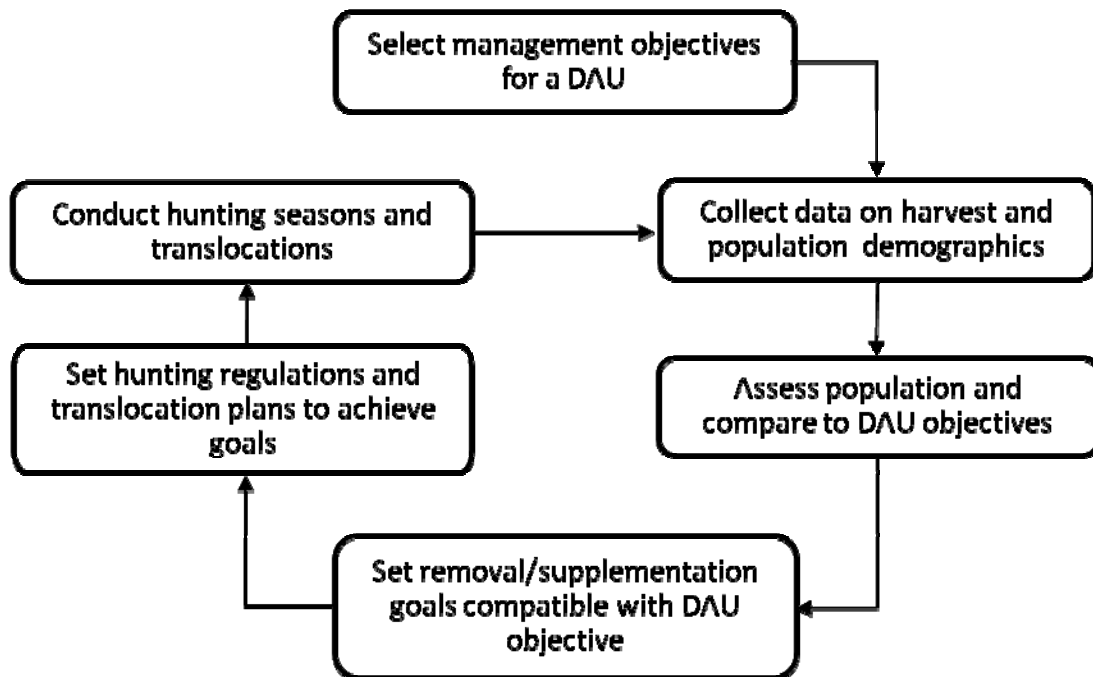 Select management objectives
for a DAU
Collect data on harvest and
population demographics
Assess population and
compare to DAU objectives
Set removal/supplementation
goals compatible with DAU
objective
Set hunting regulations and
translocation plans to achieve
goals
Conduct hunting seasons and
translocations